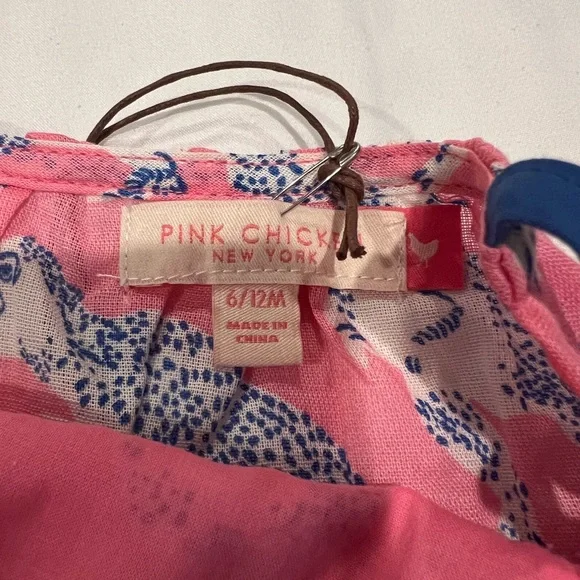 PINK CHICKEN
NEW YORK
6/12M
MADE IN
CHINA